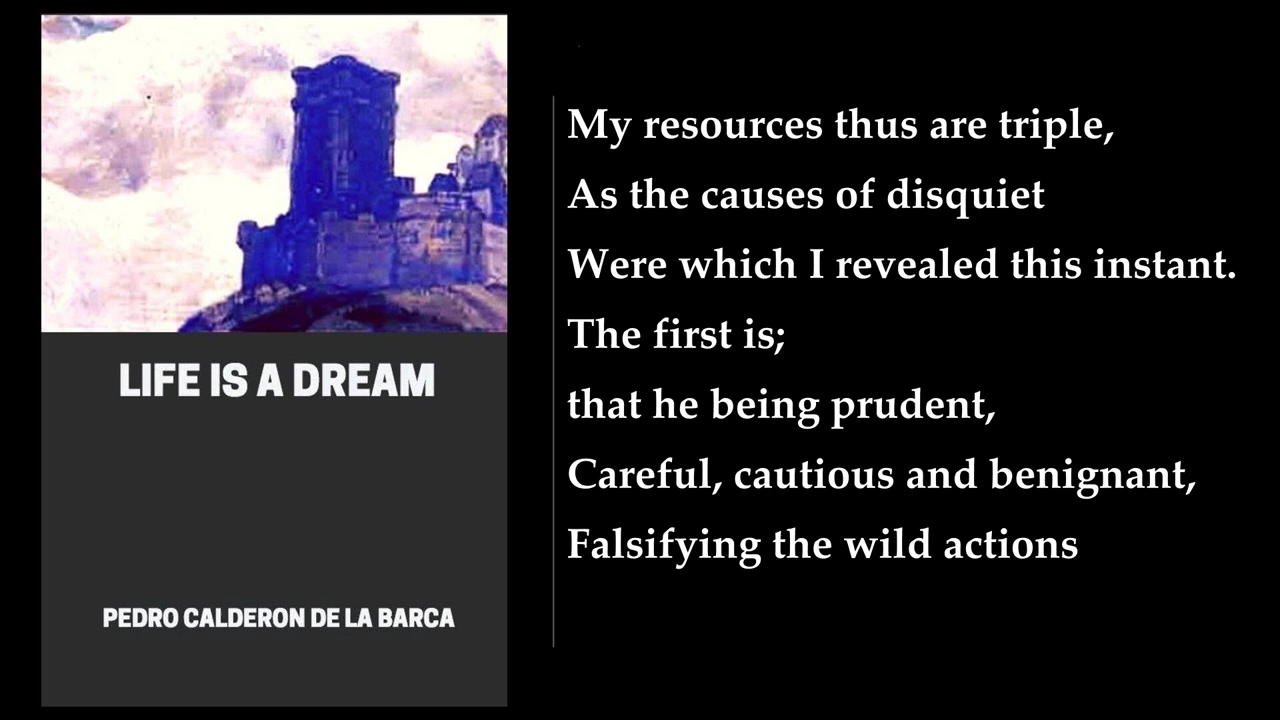 LIFE IS A DREAM
PEDRO CALDERON DE LA BARCA
My resources thus are triple,
As the causes of disquiet
Were which I revealed this instant.
The first is;
that he being prudent,
Careful, cautious and benignant,
Falsifying the wild actions